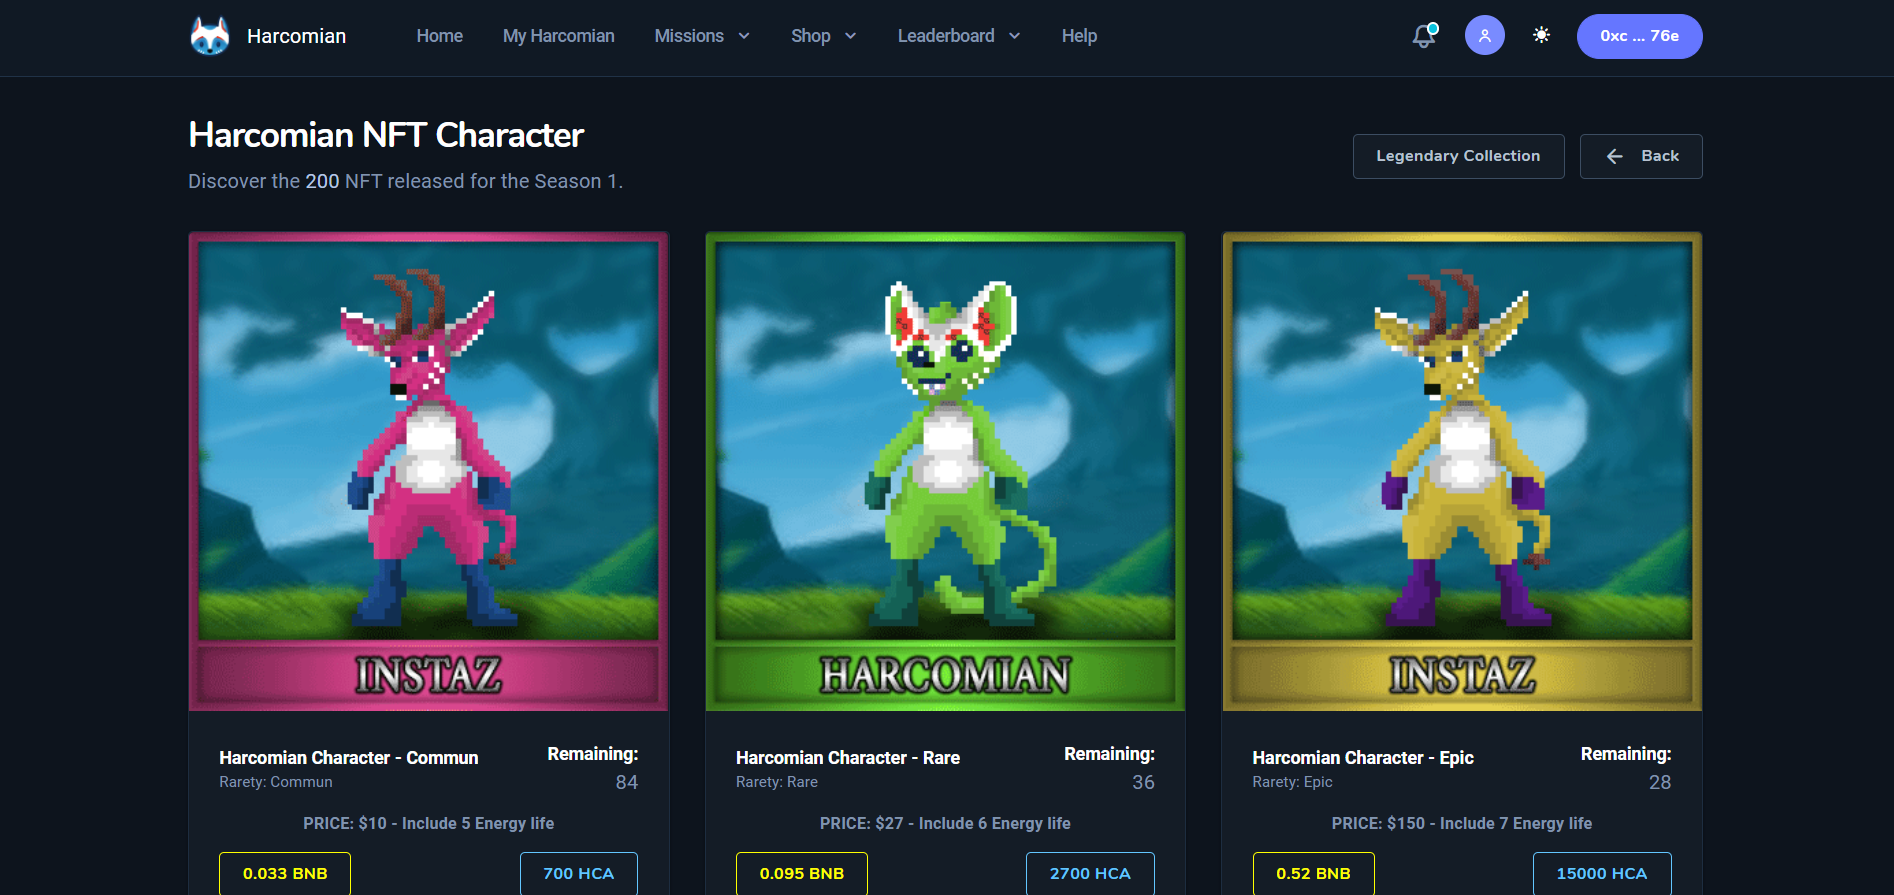 Harcomian
Home
My Harcomian
Missions
Shop
Leaderboard
Help
0xc ... 76e
Harcomian NFT Character
Discover the 200 NFT released for the Season 1.
Legendary Collection
Back
INSTAZ
HARCOMIAN
INSTAZ
Harcomian Character - Commun
Remaining:
Rarety: Commun
84
PRICE: $10 - Include 5 Energy life
0.033 BNB
700 HCA
Harcomian Character - Rare
Remaining:
Rarety: Rare
36
PRICE: $27 - Include 6 Energy life
0.095 BNB
2700 HCA
Harcomian Character - Epic
Remaining:
Rarety: Epic
28
PRICE: $150 - Include 7 Energy life
0.52 BNB
15000 HCA